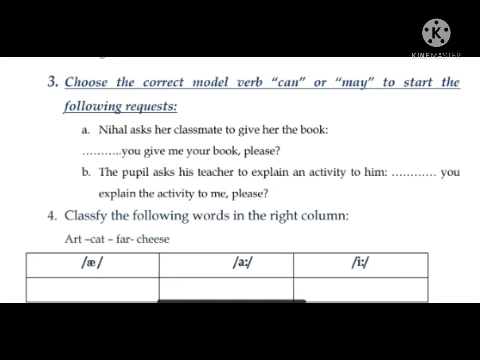 KINEMASTER
3. Choose the correct model verb “can” or “may” to start the
following requests:
a. Nihal asks her classmate to give her the book:
………..you give me your book, please?
b. The pupil asks his teacher to explain an activity to him: ………… you
explain the activity to me, please?
4. Classfy the following words in the right column:
Art –cat – far- cheese
/æ/ /a:/ /i:/